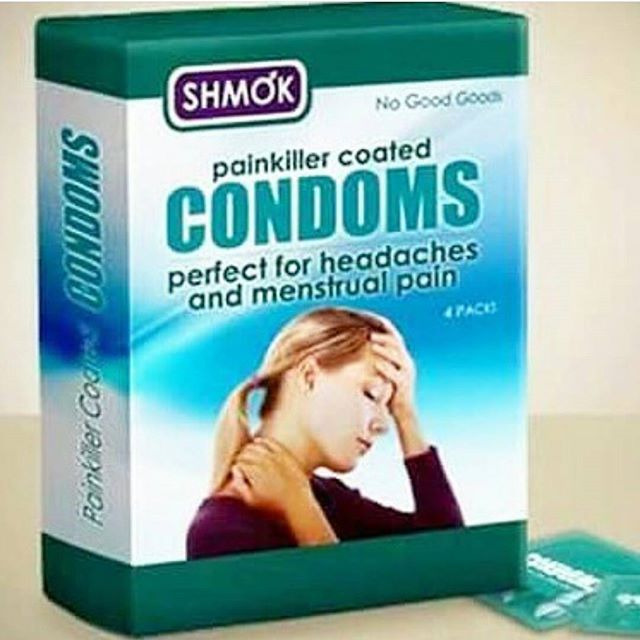 SHMOK
No Good Goods
painkiller coated
CONDOMS
perfect for headaches
and menstrual pain
4 PACKS
Painkiller Coated
CONDOMS